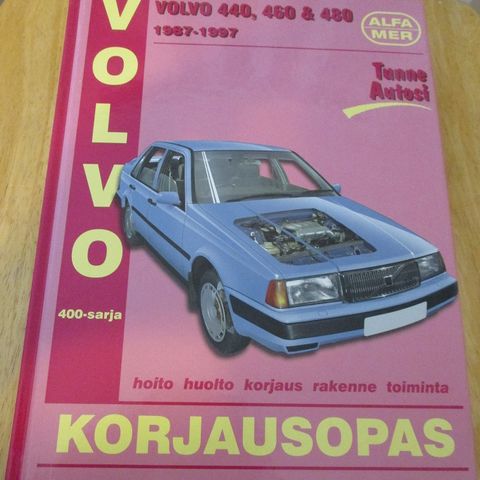 VOLVO
VOLVO 440, 460 & 480
1987-1997
ALFA
MER
Tunne
Autosi
400-sarja
hoito huolto korjaus rakenne toiminta
KORJAUSOPAS